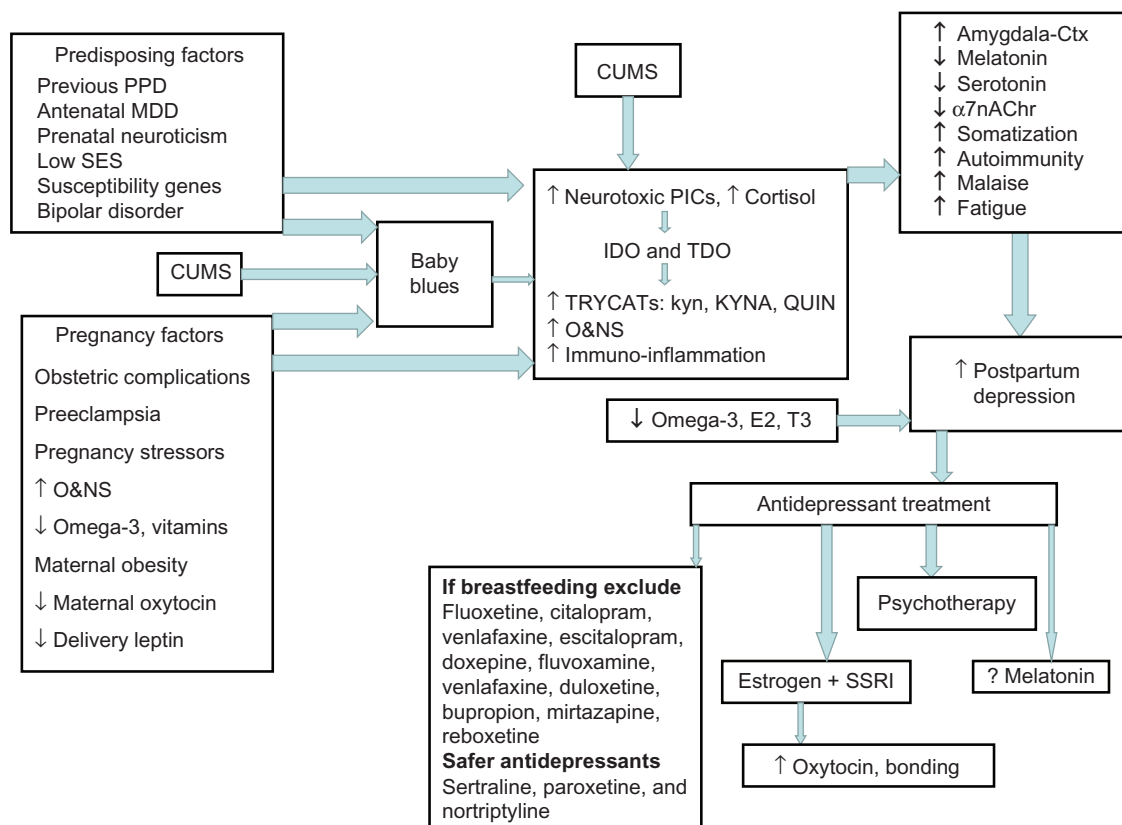 Predisposing factors
Previous PPD
Antenatal MDD
Prenatal neuroticism
Low SES
Susceptibility genes
Bipolar disorder
CUMS
↑ Amygdala-Ctx
↓ Melatonin
↓ Serotonin
↓ α7nAChr
↑ Somatization
↑ Autoimmunity
↑ Malaise
↑ Fatigue
CUMS
Baby
blues
↑ Neurotoxic PICs, ↑ Cortisol
IDO and TDO
↑ TRYCATs: kyn, KYNA, QUIN
↑ O&NS
↑ Immuno-inflammation
Pregnancy factors
Obstetric complications
Preeclampsia
Pregnancy stressors
↑ O&NS
↓ Omega-3, vitamins
Maternal obesity
↓ Maternal oxytocin
↓ Delivery leptin
↑ Postpartum
depression
↓ Omega-3, E2, T3
Antidepressant treatment
If breastfeeding exclude
Fluoxetine, citalopram,
venlafaxine, escitalopram,
doxepine, fluvoxamine,
venlafaxine, duloxetine,
bupropion, mirtazapine,
reboxetine
Safer antidepressants
Sertraline, paroxetine, and
nortriptyline
Psychotherapy
Estrogen + SSRI
? Melatonin
↑ Oxytocin, bonding